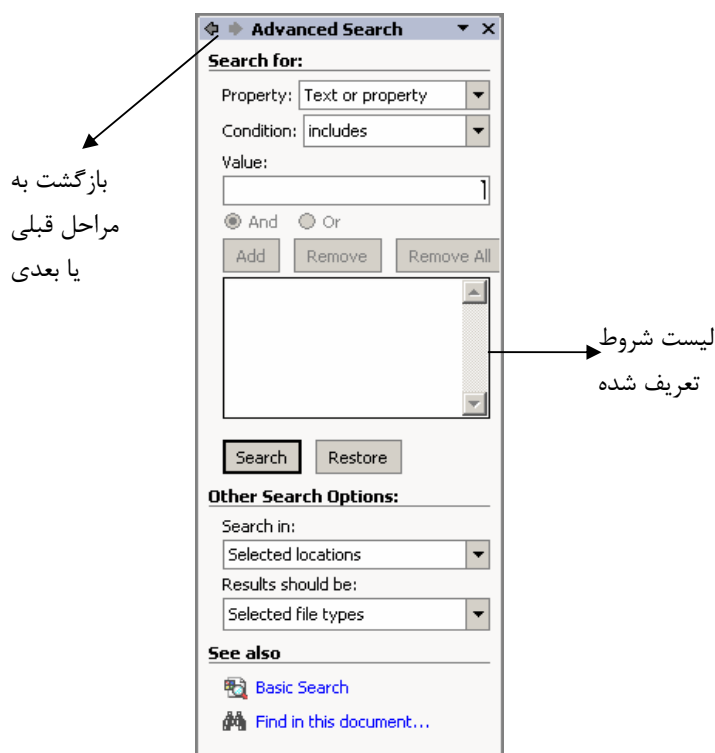 Advanced Search
Search for:
Property: Text or property
Condition: includes
Value:
And Or
Add Remove Remove All
Search Restore
Other Search Options:
Search in:
Selected locations
Results should be:
Selected file types
See also
Basic Search
Find in this document...
بازگشت به
مراحل قبلی
یا بعدی
لیست شروط
تعریف شده